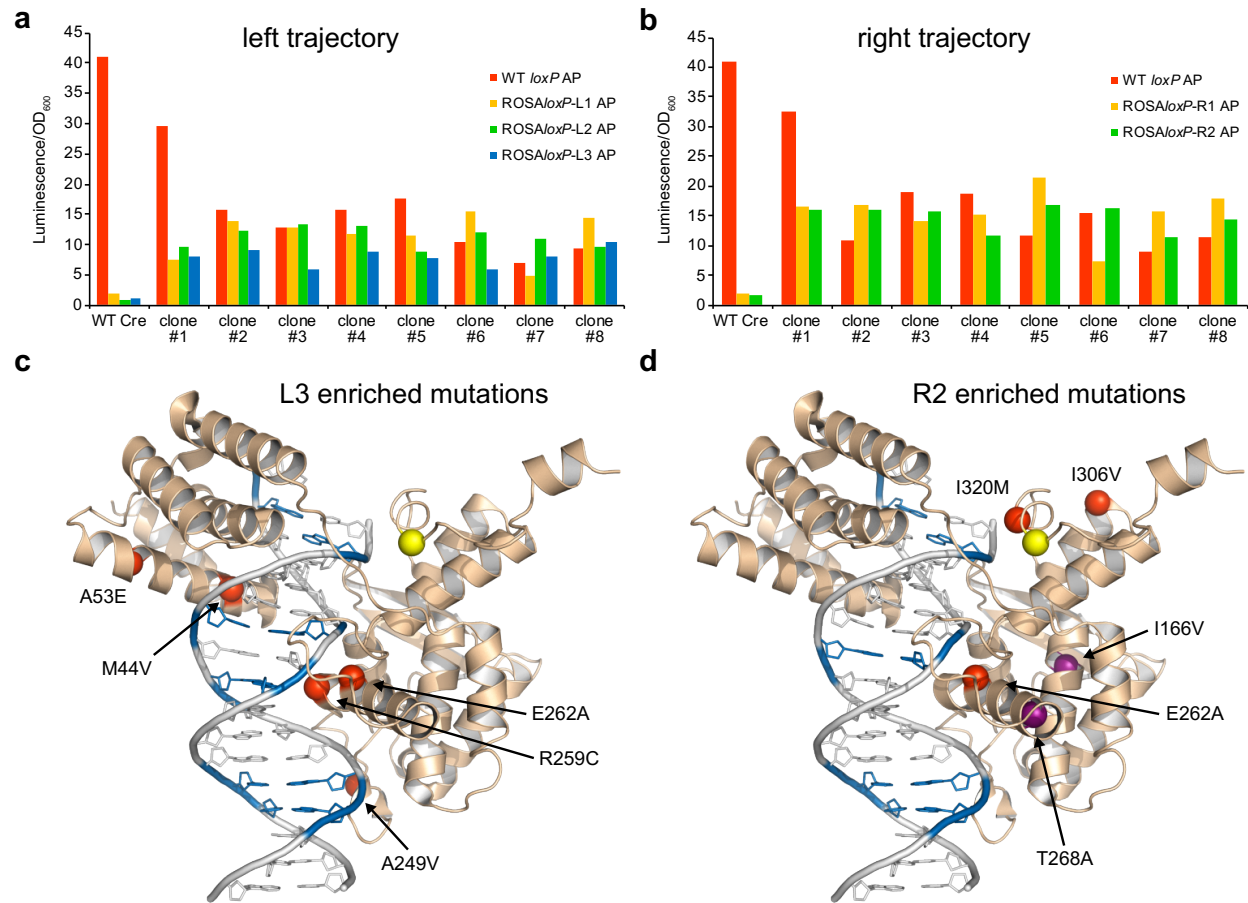 a
left trajectory
Luminescence/OD600
45
40
35
30
25
20
15
10
5
0
WT loxP AP
ROSAloxP-L1 AP
ROSAloxP-L2 AP
ROSAloxP-L3 AP
WT Cre
clone #1
clone #2
clone #3
clone #4
clone #5
clone #6
clone #7
clone #8
b
right trajectory
Luminescence/OD600
45
40
35
30
25
20
15
10
5
0
WT loxP AP
ROSAloxP-R1 AP
ROSAloxP-R2 AP
WT Cre
clone #1
clone #2
clone #3
clone #4
clone #5
clone #6
clone #7
clone #8
c
L3 enriched mutations
A53E
M44V
E262A
R259C
A249V
d
R2 enriched mutations
I306V
I320M
I166V
E262A
T268A